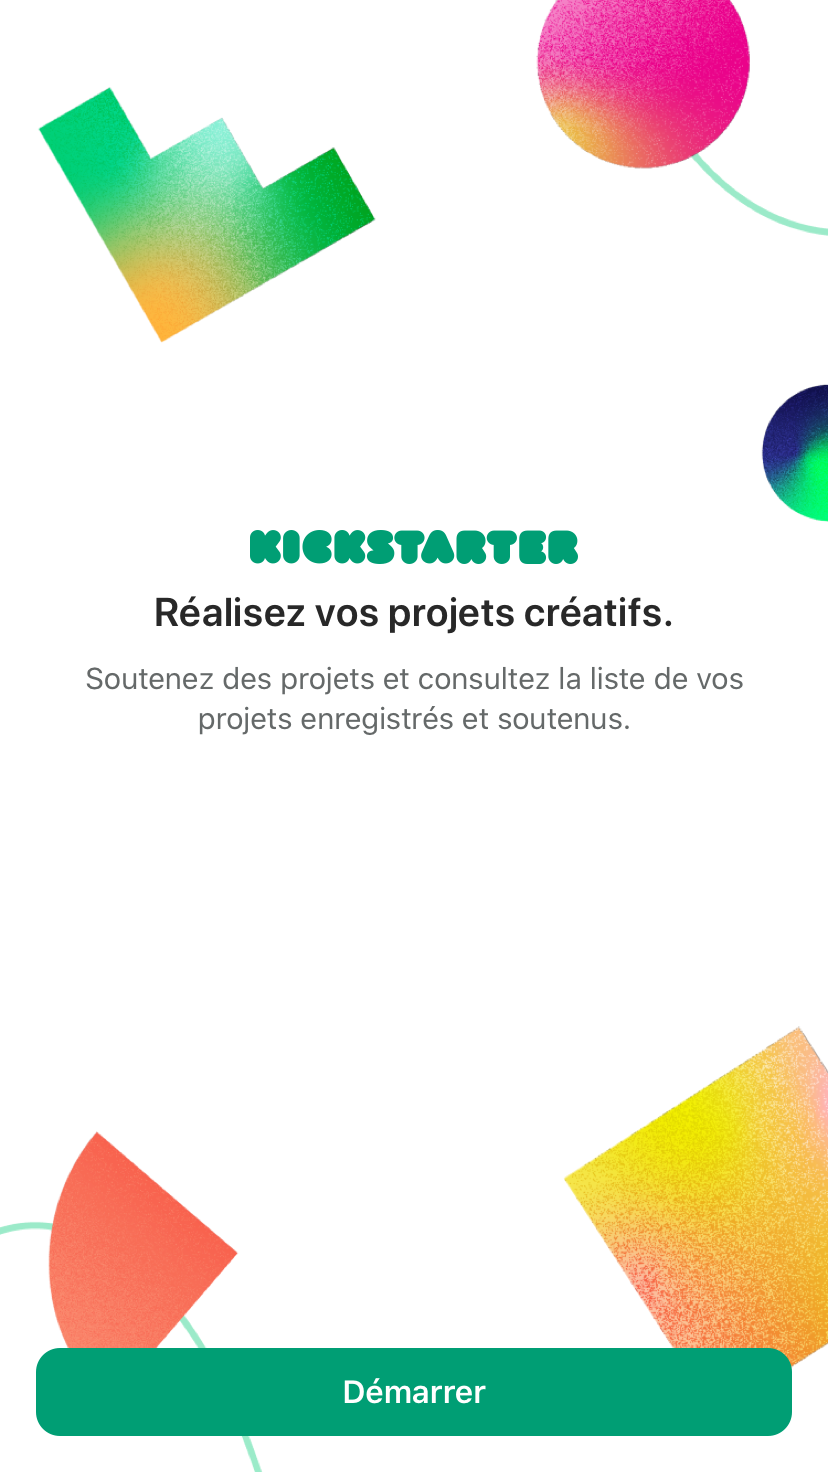 KICKSTARTER
Réalisez vos projets créatifs.
Soutenez des projets et consultez la liste de vos
projets enregistrés et soutenus.
Démarrer